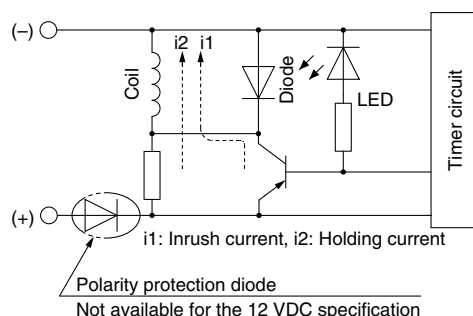 (−)
i2 i1
Coil
Diode
LED
Timer circuit
(+)
i1: Inrush current, i2: Holding current
Polarity protection diode
Not available for the 12 VDC specification